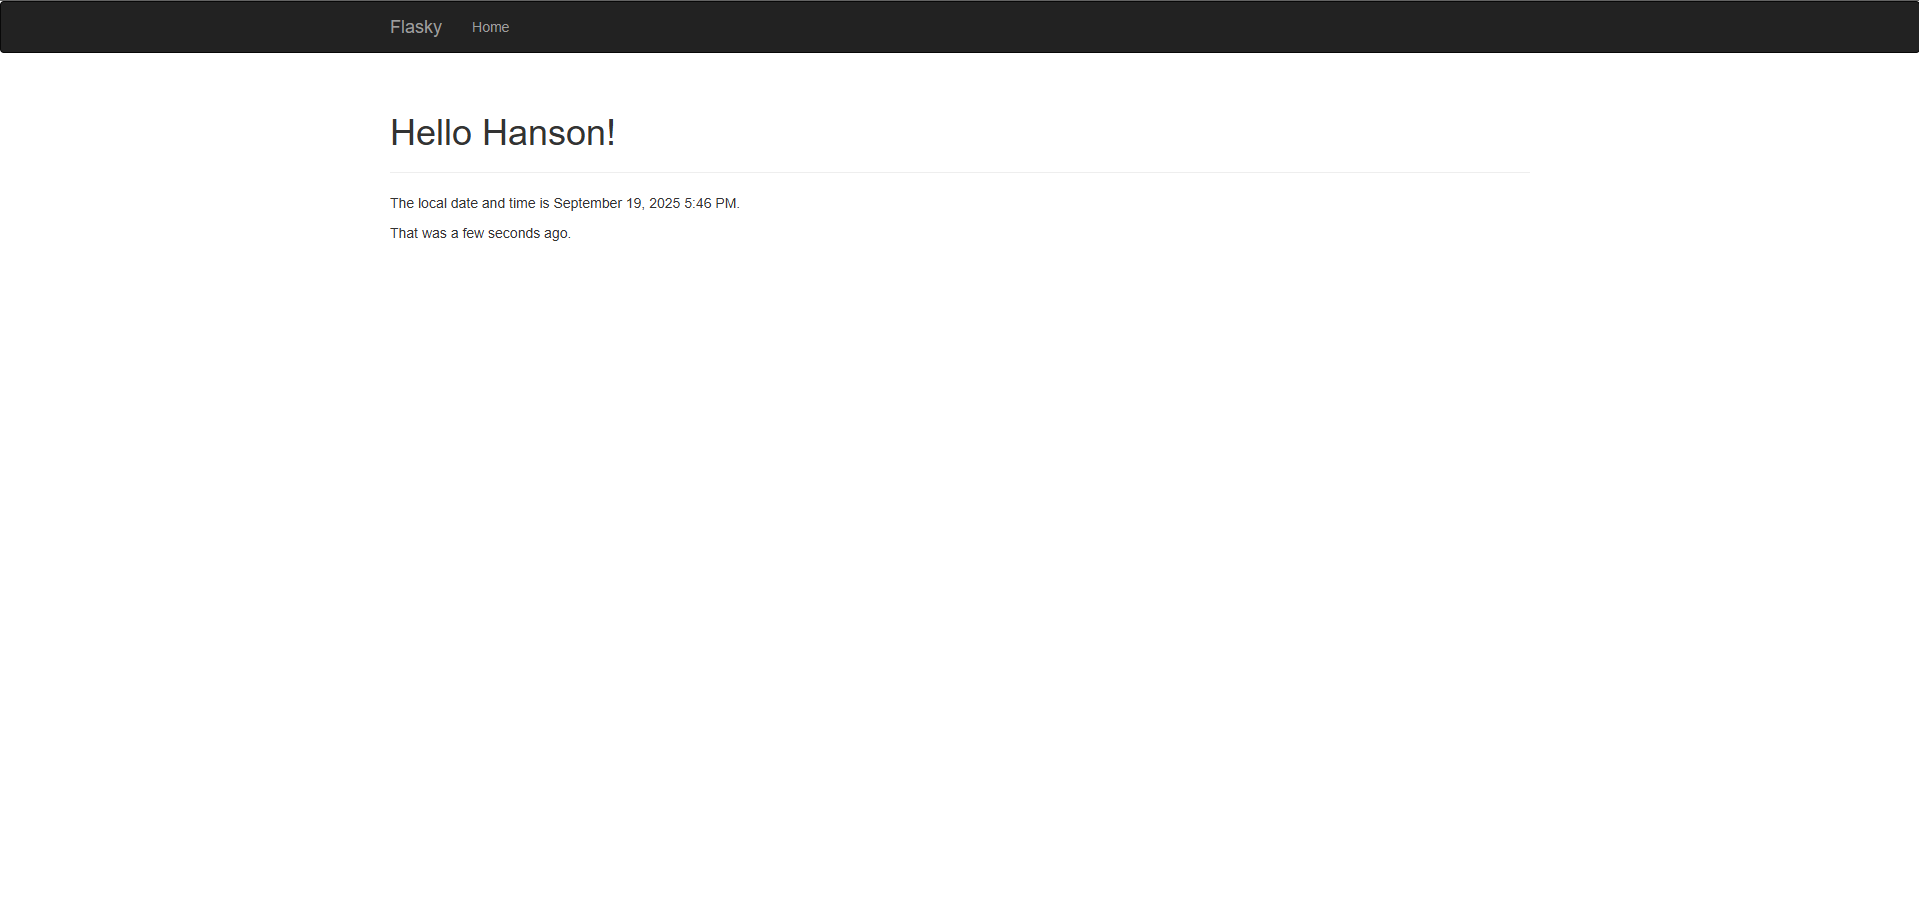 Flasky Home
Hello Hanson!
The local date and time is September 19, 2025 5:46 PM.
That was a few seconds ago.